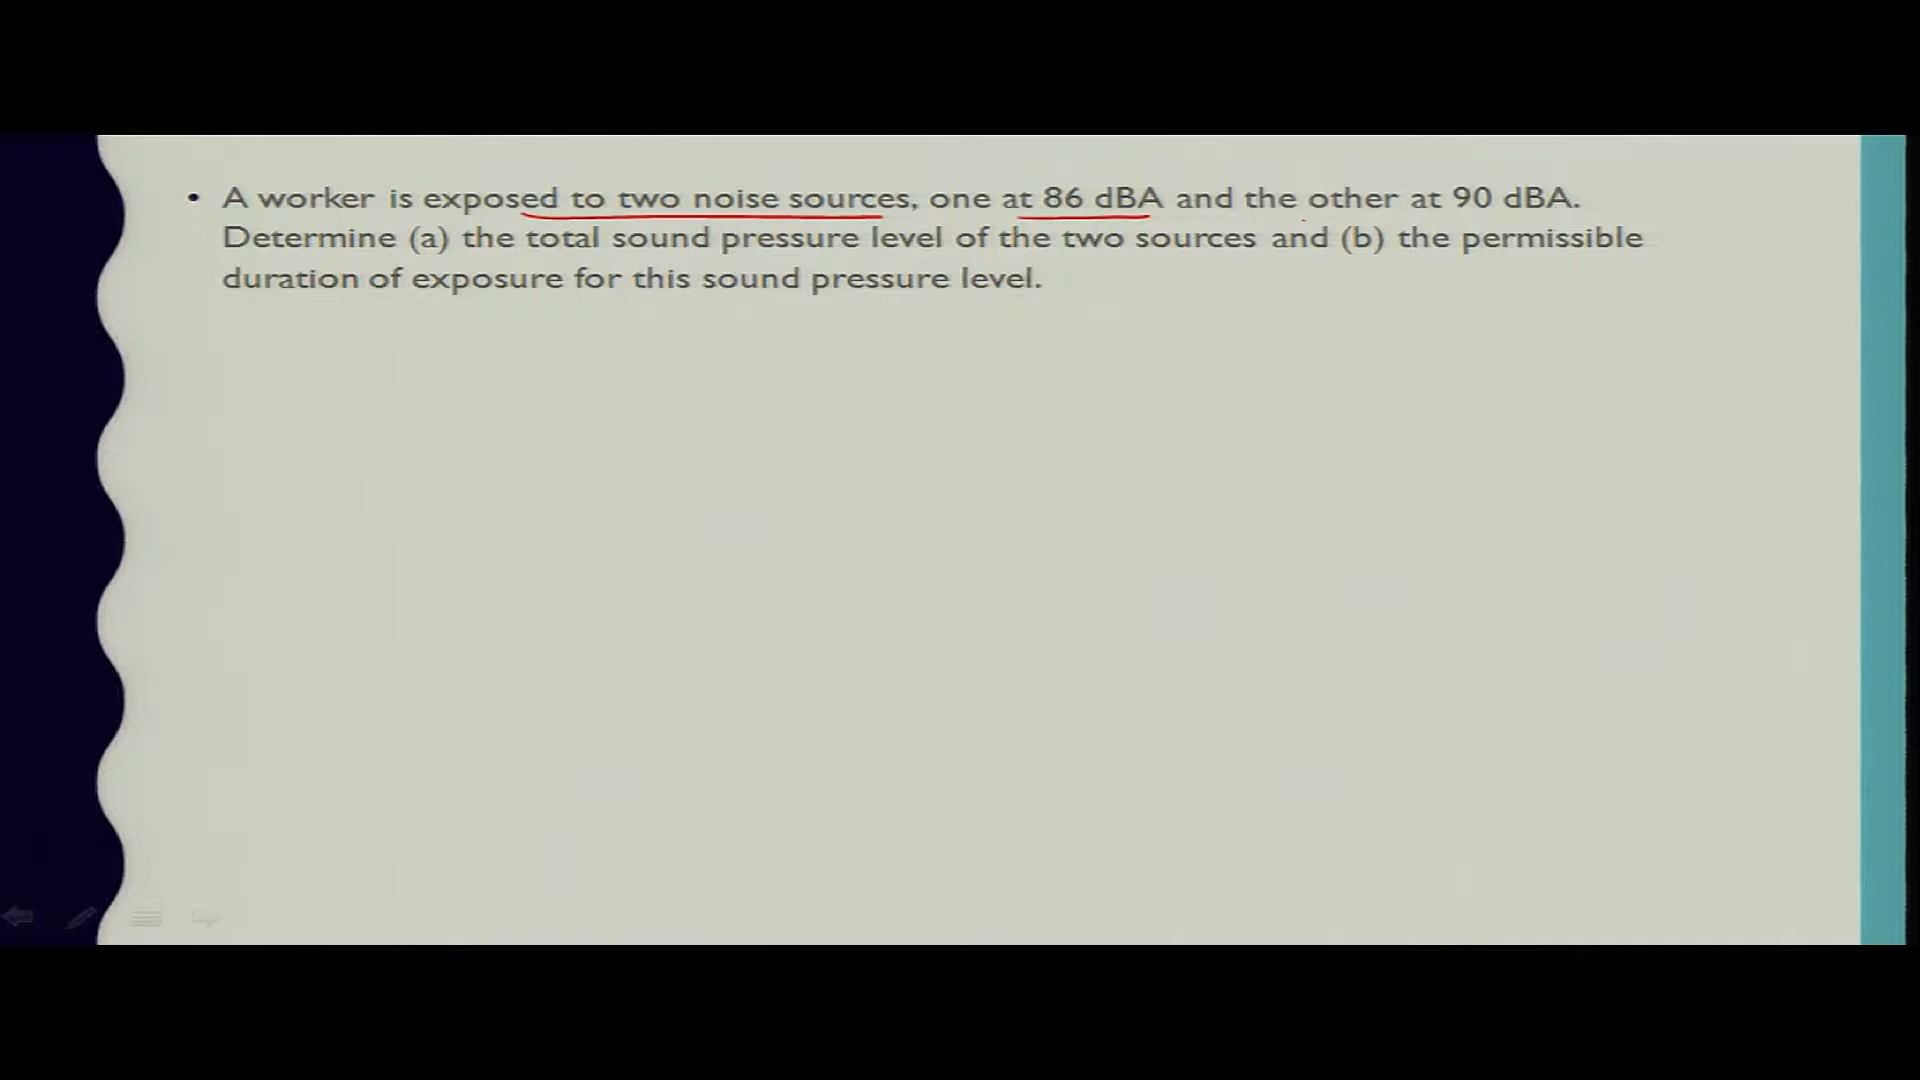 • A worker is exposed to two noise sources, one at 86 dBA and the other at 90 dBA.
Determine (a) the total sound pressure level of the two sources and (b) the permissible
duration of exposure for this sound pressure level.